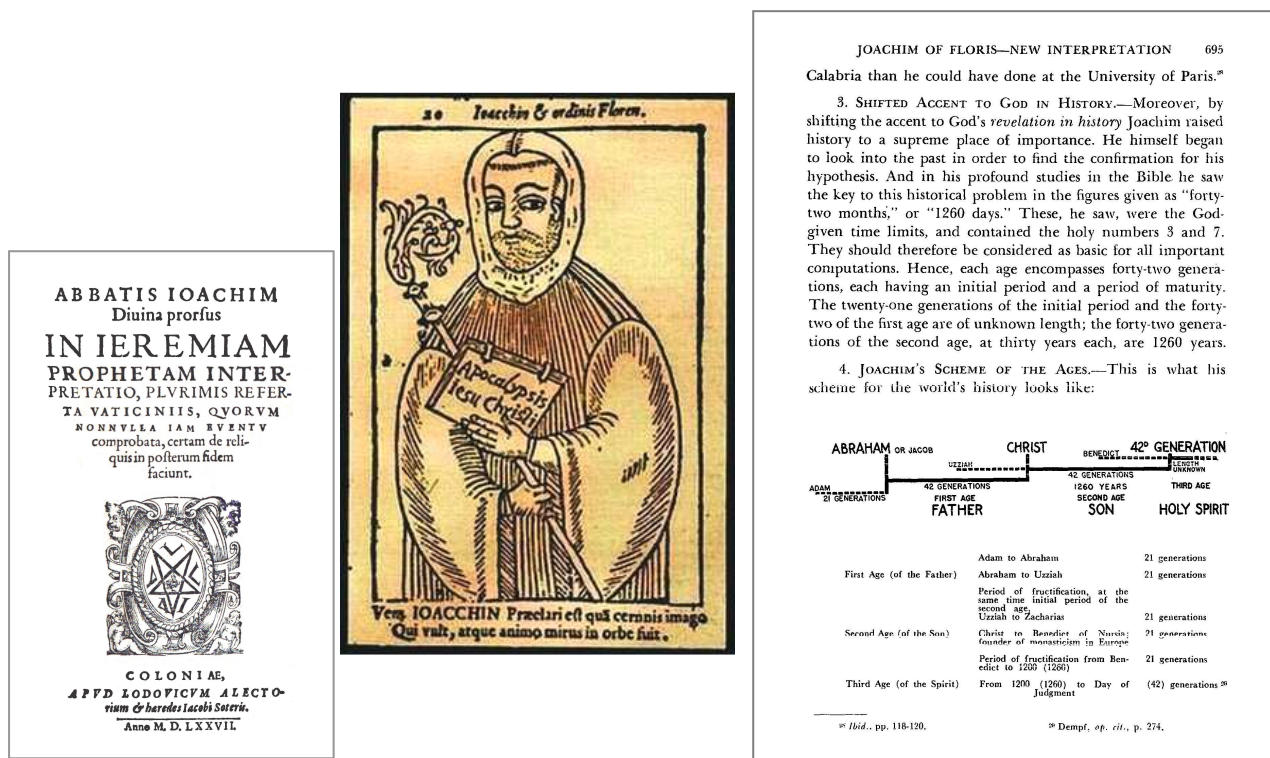 ABBATIS IOACHIM
Diuina prorſus
IN IEREMIAM
PROPHETAM INTER-
PRETATIO, PLVRIMIS REFER-
TA VATICINIIS, QVORVM
NONNVLLA IAM EVENTV
comprobata, certam de reli-
quis in poſterum fidem
faciunt.
COLONIAE,
APVD LODOVICVM ALECTO-
rium & hæredes Iacobi Soteris.
Anno M. D. LXXVII.
20 Ioacchin & ordinis Floren.
Apocalypsis
Iesu Christi
Vera IOACCHIN Præclari est quã cernnis imago
Qui vult, atque animo mirus in orbe fuit.
JOACHIM OF FLORIS—NEW INTERPRETATION 695
Calabria than he could have done at the University of Paris.²⁸
3. SHIFTED ACCENT TO GOD IN HISTORY.—Moreover, by
shifting the accent to God's revelation in history Joachim raised
history to a supreme place of importance. He himself began
to look into the past in order to find the confirmation for his
hypothesis. And in his profound studies in the Bible he saw
the key to this historical problem in the figures given as "forty-
two months," or "1260 days." These, he saw, were the God-
given time limits, and contained the holy numbers 3 and 7.
They should therefore be considered as basic for all important
computations. Hence, each age encompasses forty-two genera-
tions, each having an initial period and a period of maturity.
The twenty-one generations of the initial period and the forty-
two of the first age are of unknown length; the forty-two genera-
tions of the second age, at thirty years each, are 1260 years.
4. JOACHIM'S SCHEME OF THE AGES.—This is what his
scheme for the world's history looks like:
ABRAHAM OR JACOB CHRIST BENEDICT 42º GENERATION
UZZIAH LENGTH
UNKNOWN
ADAM 42 GENERATIONS 42 GENERATIONS
21 GENERATIONS FIRST AGE 1260 YEARS THIRD AGE
SECOND AGE
FATHER SON HOLY SPIRIT
Adam to Abraham 21 generations
First Age (of the Father) Abraham to Uzziah 21 generations
Period of fructification, at the
same time initial period of the
second age,
Uzziah to Zacharias 21 generations
Second Age (of the Son) Christ to Benedict of Nursia; 21 generations
founder of monasticism in Europe
Period of fructification from Ben- 21 generations
edict to 1200 (1260)
Third Age (of the Spirit) From 1200 (1260) to Day of (42) generations ²⁹
Judgment
²⁸ Ibid., pp. 118-120. ²⁹ Dempf, op. cit., p. 274.